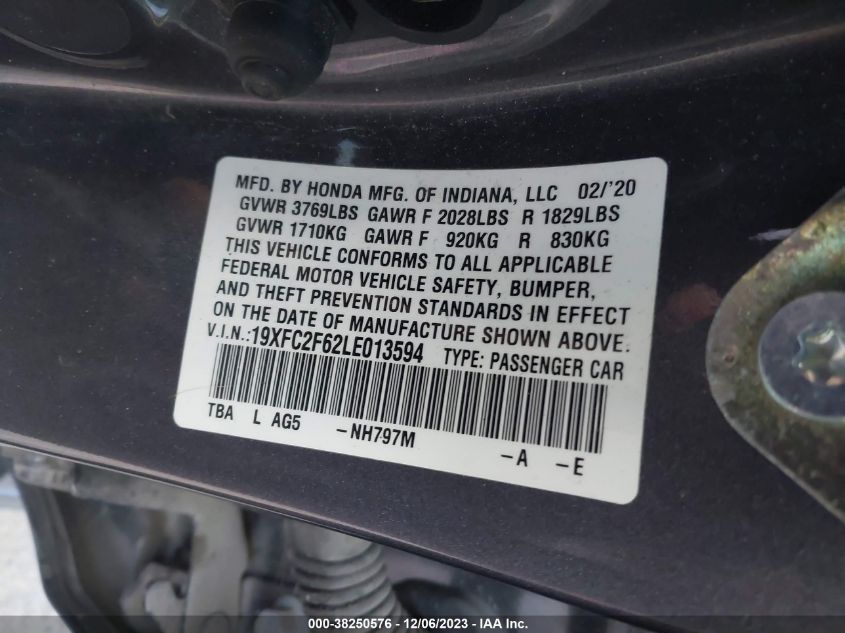 MFD. BY HONDA MFG. OF INDIANA, LLC 02/'20
GVWR 3769LBS GAWR F 2028LBS R 1829LBS
GVWR 1710KG GAWR F 920KG R 830KG
THIS VEHICLE CONFORMS TO ALL APPLICABLE
FEDERAL MOTOR VEHICLE SAFETY, BUMPER,
AND THEFT PREVENTION STANDARDS IN EFFECT
ON THE DATE OF MANUFACTURE SHOWN ABOVE.
V.I.N.:19XFC2F62LE013594 TYPE: PASSENGER CAR
TBA L AG5 -NH797M -A -E
000-38250576 - 12/06/2023 - IAAI.COM